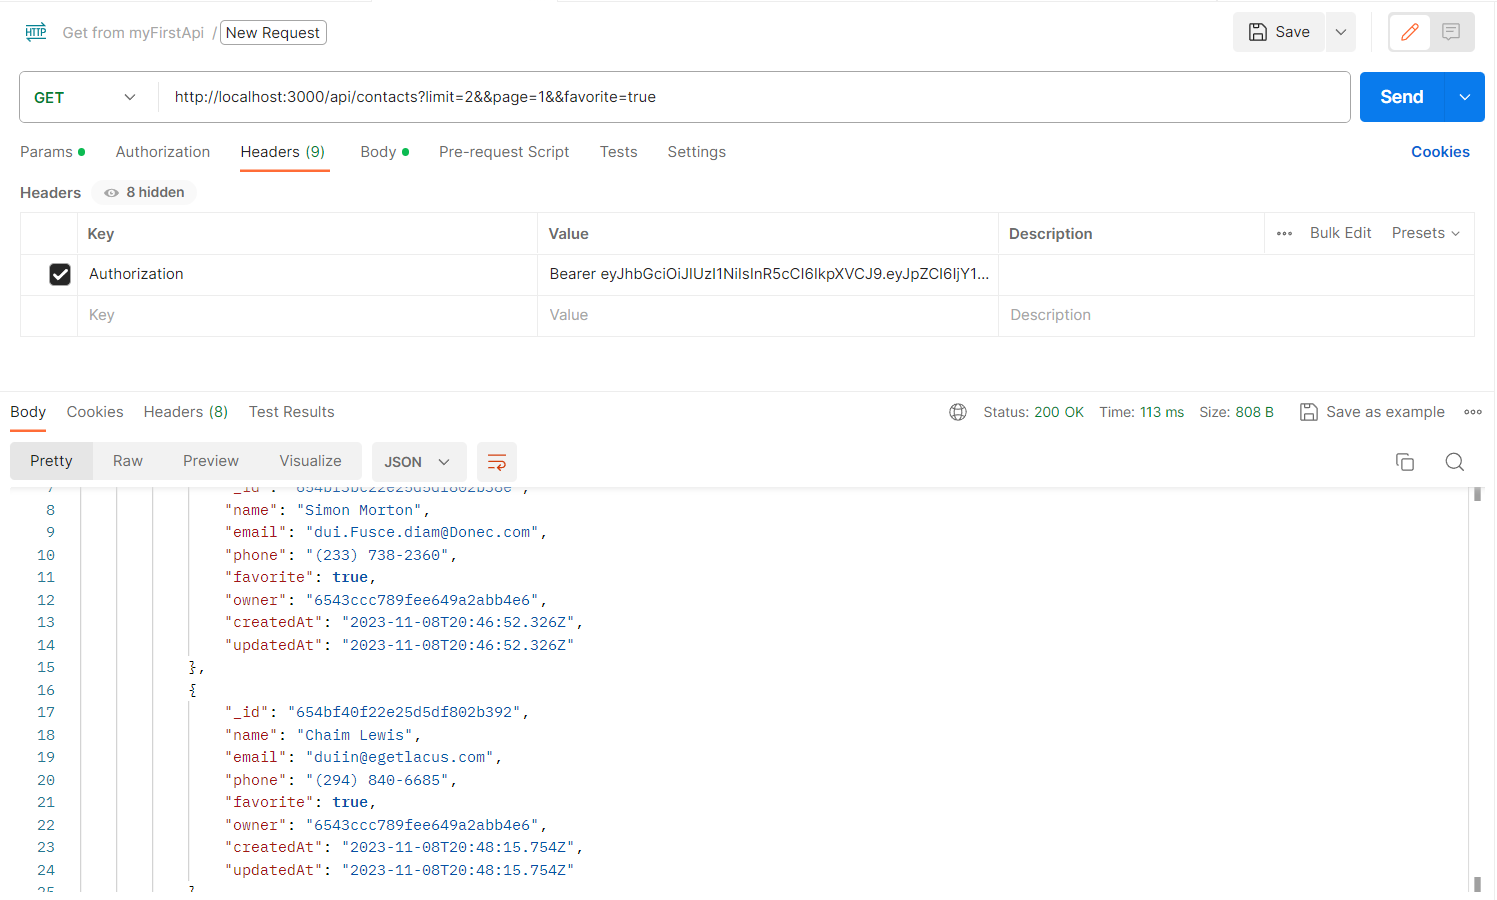 HTTP Get from myFirstApi / New Request Save
GET http://localhost:3000/api/contacts?limit=2&&page=1&&favorite=true Send
Params Authorization Headers (9) Body Pre-request Script Tests Settings Cookies
Headers 8 hidden
Key Value Description Bulk Edit Presets
Authorization Bearer eyJhbGciOiJIUzI1NiIsInR5cCI6IkpXVCJ9.eyJpZCI6IjY1...
Key Value Description
Body Cookies Headers (8) Test Results Status: 200 OK Time: 113 ms Size: 808 B Save as example
Pretty Raw Preview Visualize JSON
8 "name": "Simon Morton",
9 "email": "dui.Fusce.diam@Donec.com",
10 "phone": "(233) 738-2360",
11 "favorite": true,
12 "owner": "6543ccc789fee649a2abb4e6",
13 "createdAt": "2023-11-08T20:46:52.326Z",
14 "updatedAt": "2023-11-08T20:46:52.326Z"
15 },
16 {
17 "_id": "654bf40f22e25d5df802b392",
18 "name": "Chaim Lewis",
19 "email": "duiin@egetlacus.com",
20 "phone": "(294) 840-6685",
21 "favorite": true,
22 "owner": "6543ccc789fee649a2abb4e6",
23 "createdAt": "2023-11-08T20:48:15.754Z",
24 "updatedAt": "2023-11-08T20:48:15.754Z"
25 }